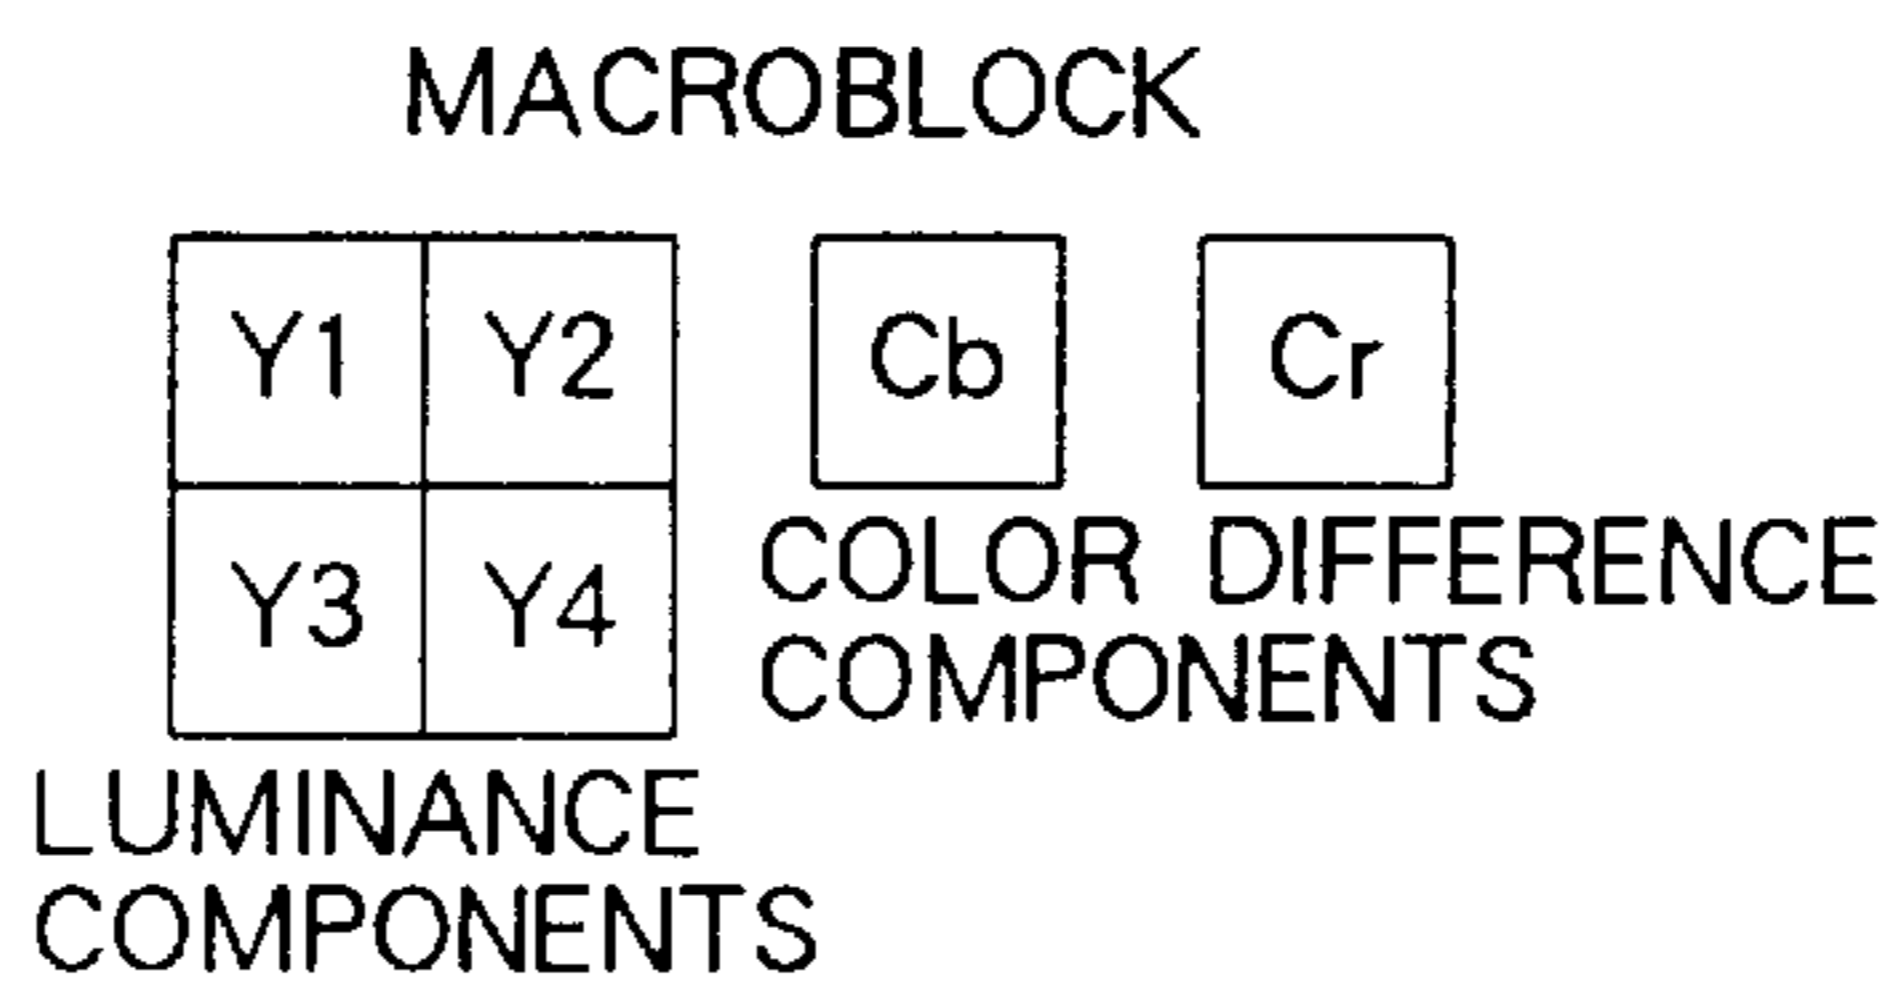 MACROBLOCK
Y1 Y2 Cb Cr
Y3 Y4
COLOR DIFFERENCE
COMPONENTS
LUMINANCE
COMPONENTS